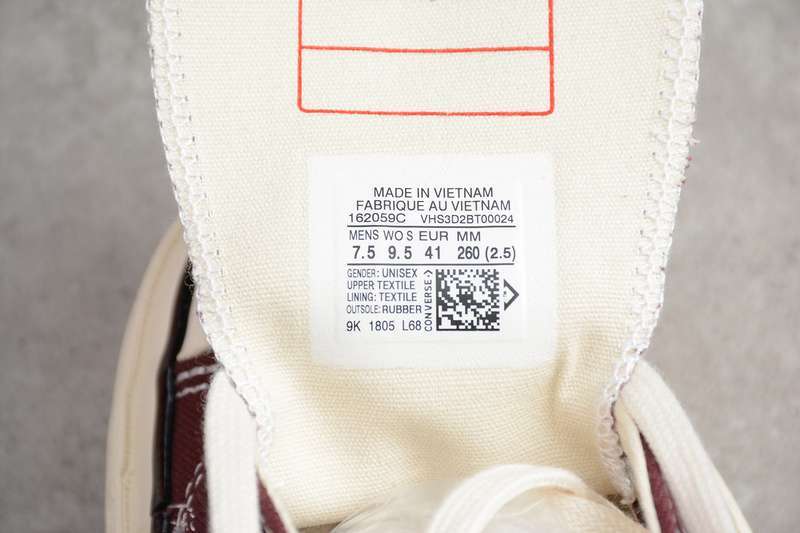 MADE IN VIETNAM
FABRIQUE AU VIETNAM
162059C VHS3D2BT00024
MENS WO S EUR MM
7.5 9.5 41 260 (2.5)
GENDER: UNISEX
UPPER TEXTILE
LINING: TEXTILE
OUTSOLE: RUBBER
9K 1805 L68
CONVERSE